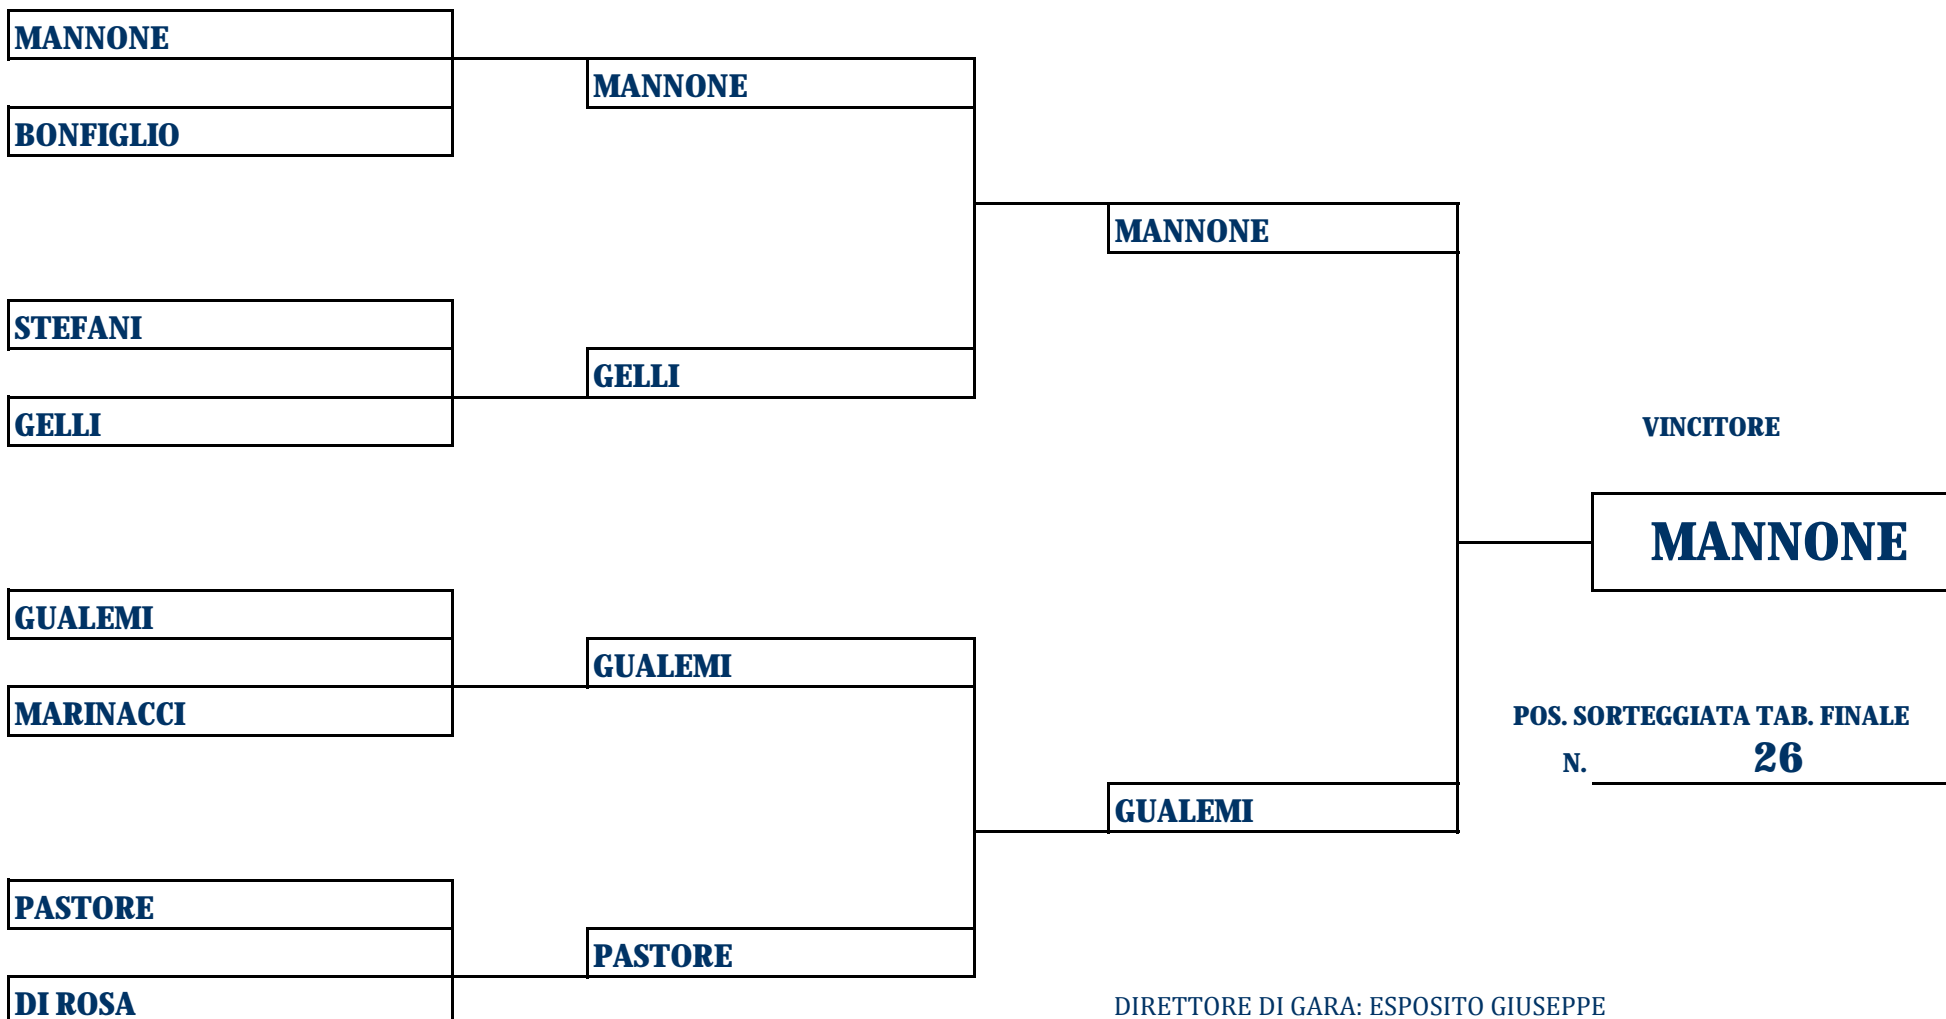 MANNONE
MANNONE
BONFIGLIO
MANNONE
STEFANI
GELLI
GELLI
VINCITORE
MANNONE
GUALEMI
GUALEMI
MARINACCI
POS. SORTEGGIATA TAB. FINALE
N. 26
GUALEMI
PASTORE
PASTORE
DI ROSA
DIRETTORE DI GARA: ESPOSITO GIUSEPPE